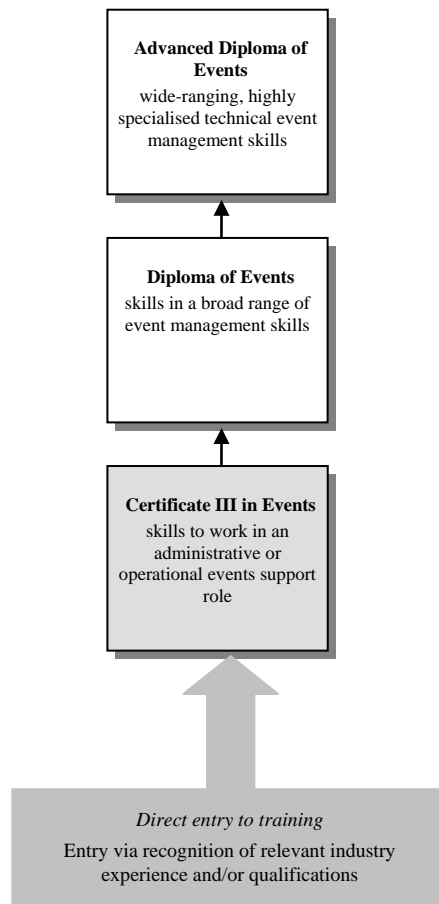 Advanced Diploma of
Events
wide-ranging, highly
specialised technical event
management skills
Diploma of Events
skills in a broad range of
event management skills
Certificate III in Events
skills to work in an
administrative or
operational events support
role
Direct entry to training
Entry via recognition of relevant industry
experience and/or qualifications